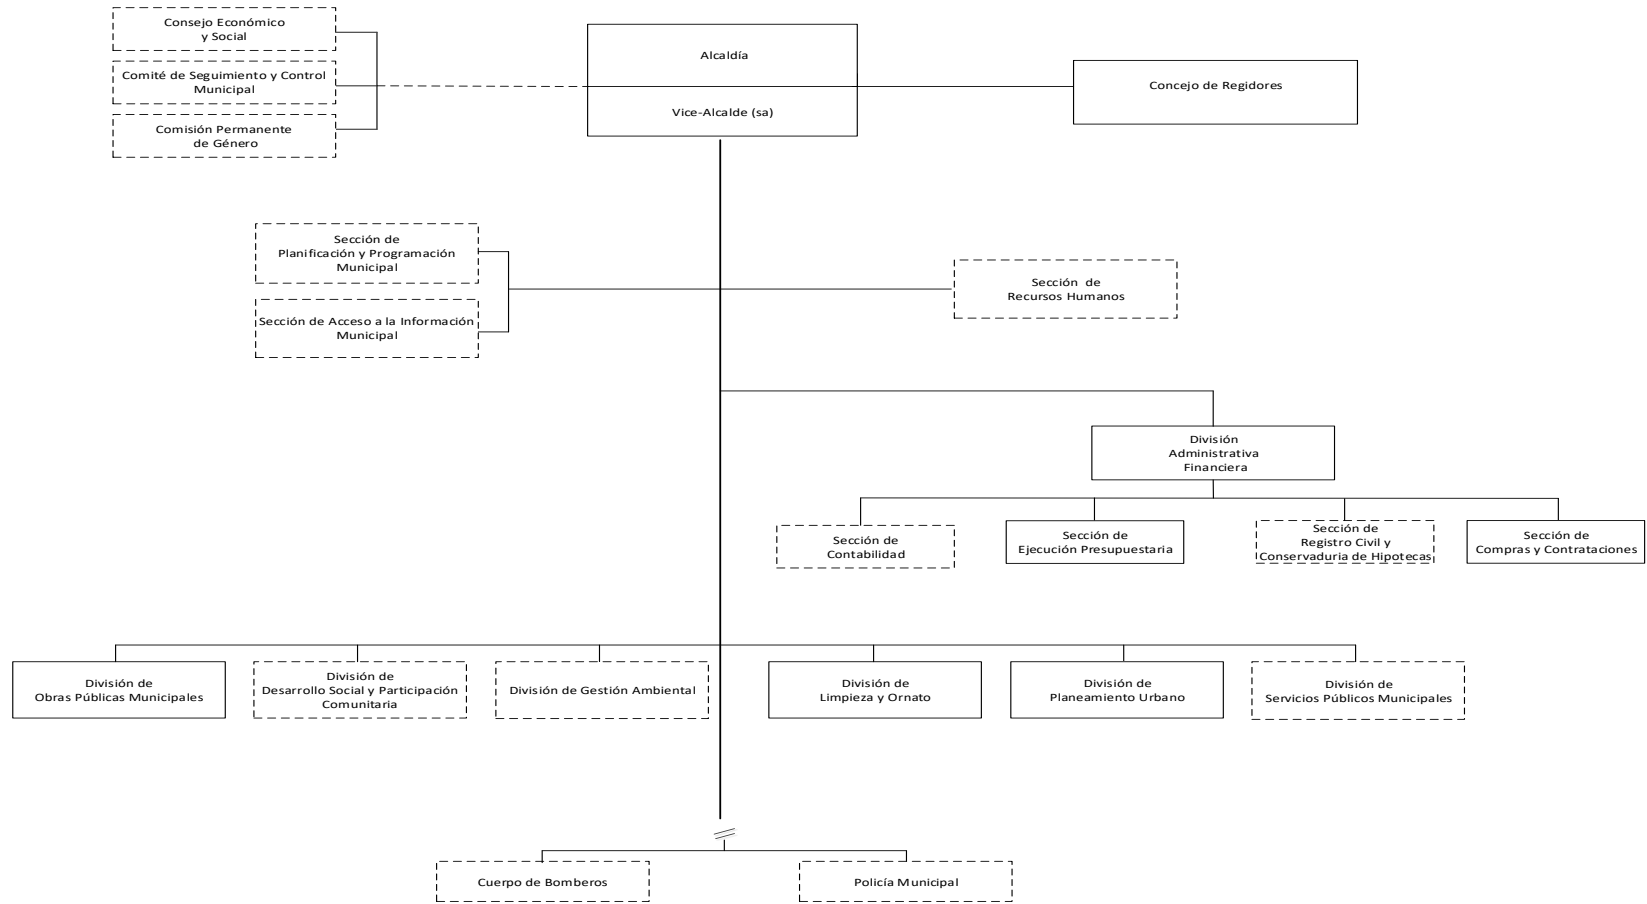 Consejo Económico
y Social
Comité de Seguimiento y Control
Municipal
Comisión Permanente
de Género
Alcaldía
Vice-Alcalde (sa)
Concejo de Regidores
Sección de
Planificación y Programación
Municipal
Sección de Acceso a la Información
Municipal
Sección de
Recursos Humanos
División
Administrativa
Financiera
Sección de
Contabilidad
Sección de
Ejecución Presupuestaria
Sección de
Registro Civil y
Conservaduria de Hipotecas
Sección de
Compras y Contrataciones
División de
Obras Públicas Municipales
División de
Desarrollo Social y Participación
Comunitaria
División de Gestión Ambiental
División de
Limpieza y Ornato
División de
Planeamiento Urbano
División de
Servicios Públicos Municipales
Cuerpo de Bomberos
Policía Municipal